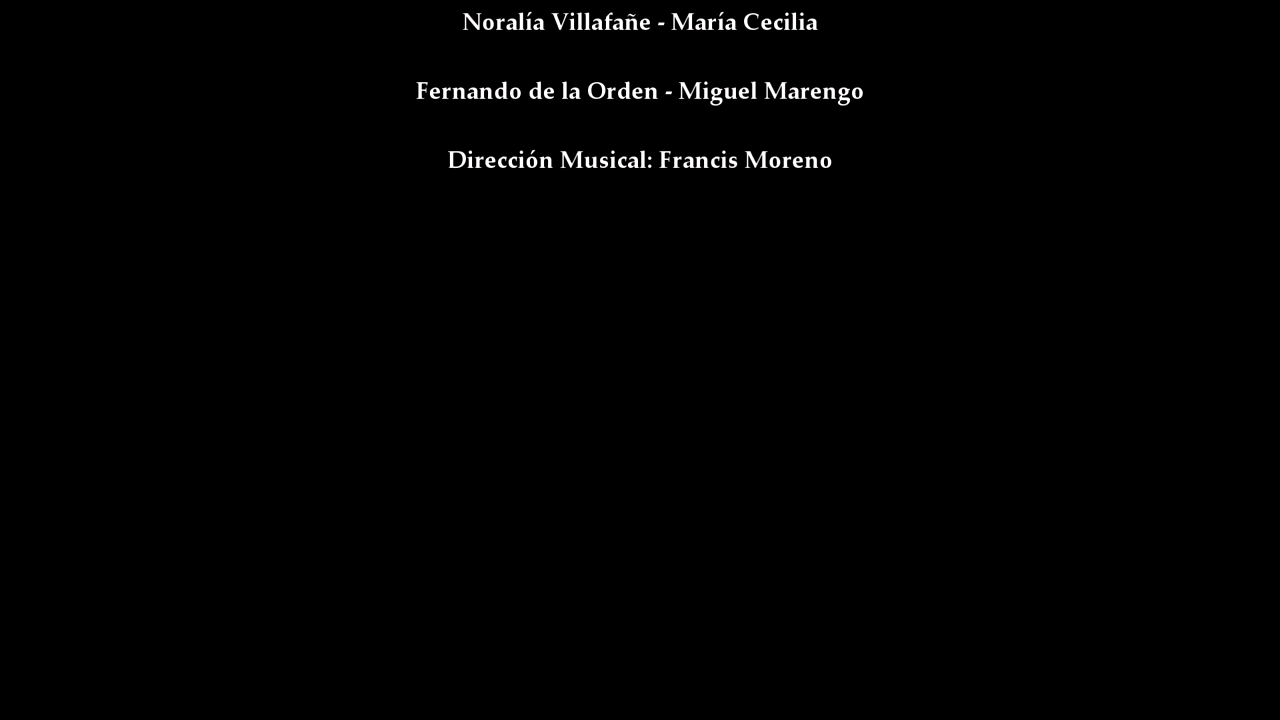 Noralía Villafañe - María Cecilia
Fernando de la Orden - Miguel Marengo
Dirección Musical: Francis Moreno